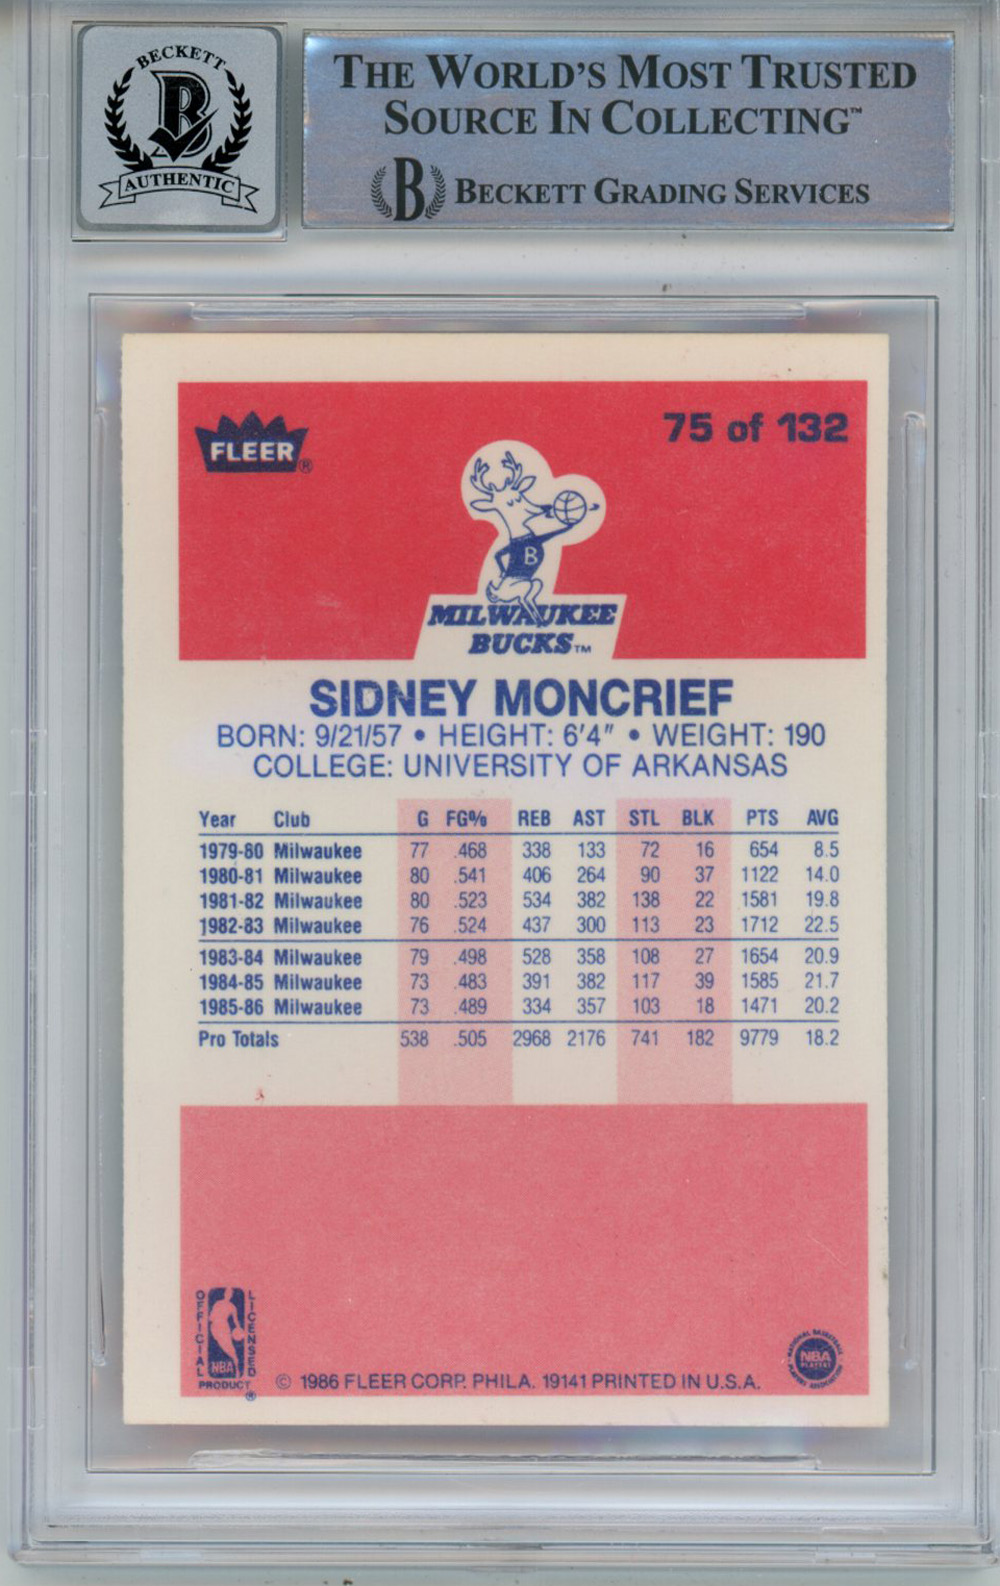 BECKETT
B
AUTHENTIC
THE WORLD'S MOST TRUSTED
SOURCE IN COLLECTING™
B BECKETT GRADING SERVICES
FLEER®
75 of 132
B
MILWAUKEE
BUCKS™
SIDNEY MONCRIEF
BORN: 9/21/57 • HEIGHT: 6'4" • WEIGHT: 190
COLLEGE: UNIVERSITY OF ARKANSAS
Year Club G FG% REB AST STL BLK PTS AVG
1979-80 Milwaukee 77 .468 338 133 72 16 654 8.5
1980-81 Milwaukee 80 .541 406 264 90 37 1122 14.0
1981-82 Milwaukee 80 .523 534 382 138 22 1581 19.8
1982-83 Milwaukee 76 .524 437 300 113 23 1712 22.5
1983-84 Milwaukee 79 .498 528 358 108 27 1654 20.9
1984-85 Milwaukee 73 .483 391 382 117 39 1585 21.7
1985-86 Milwaukee 73 .489 334 357 103 18 1471 20.2
Pro Totals 538 .505 2968 2176 741 182 9779 18.2
OFFICIAL
NBA
LICENSED
PRODUCT®
© 1986 FLEER CORP. PHILA. 19141 PRINTED IN U.S.A.
NATIONAL BASKETBALL
NBA
PLAYERS
PLAYERS ASSOCIATION